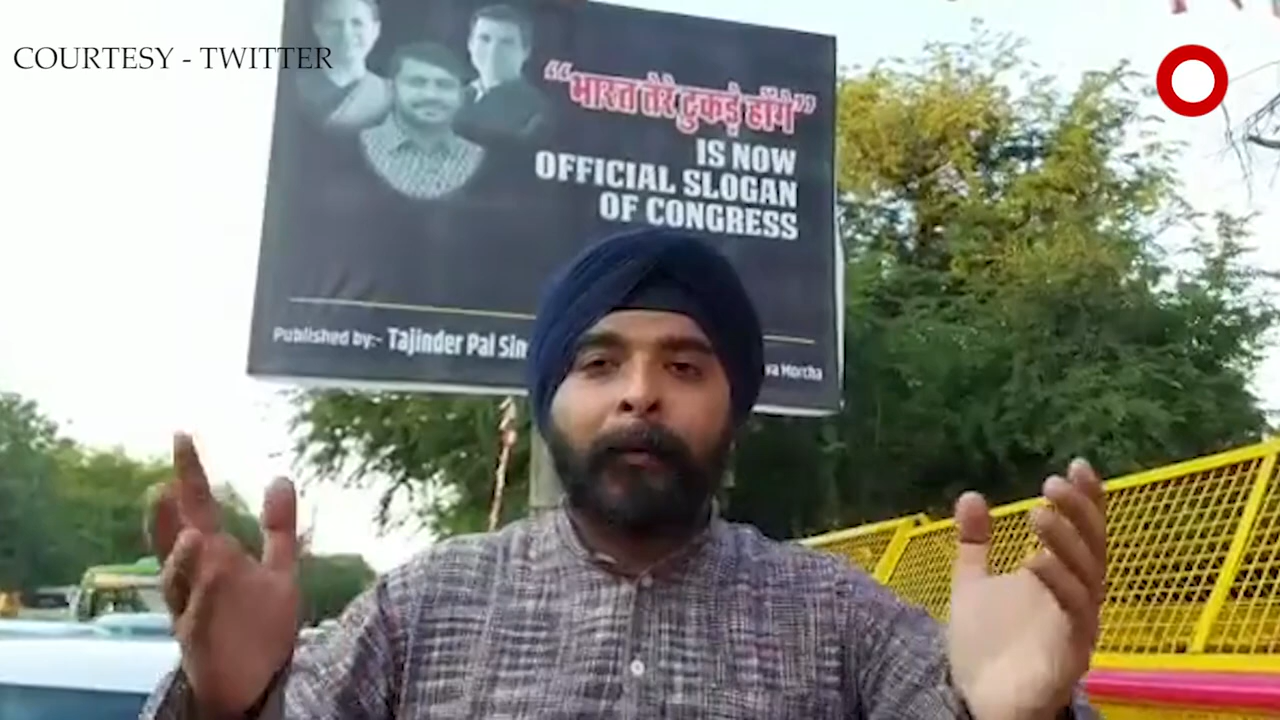 COURTESY - TWITTER
“भारत तेरे टुकड़े होंगे”
IS NOW
OFFICIAL SLOGAN
OF CONGRESS
Published by:- Tajinder Pal
Morcha